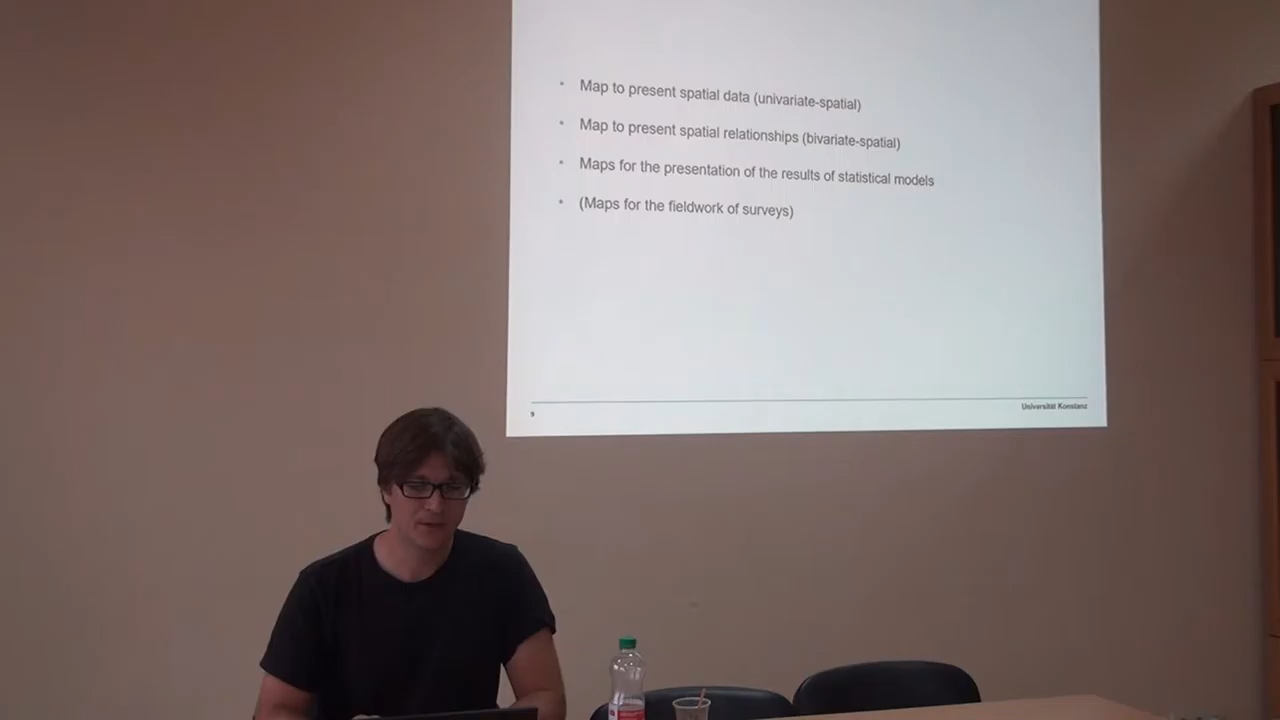 • Map to present spatial data (univariate-spatial)
• Map to present spatial relationships (bivariate-spatial)
• Maps for the presentation of the results of statistical models
• (Maps for the fieldwork of surveys)
9
Universität Konstanz